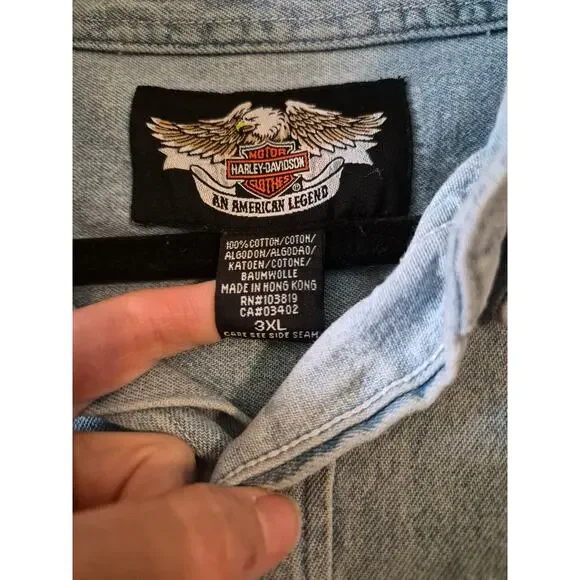 MOTOR
HARLEY-DAVIDSON
CLOTHES
®
AN AMERICAN LEGEND
100% COTTON/COTON/
ALGODON/ALGODAO/
KATOEN/COTONE/
BAUMWOLLE
MADE IN HONG KONG
RN#103819
CA#03402
3XL
CARE SEE SIDE SEAM